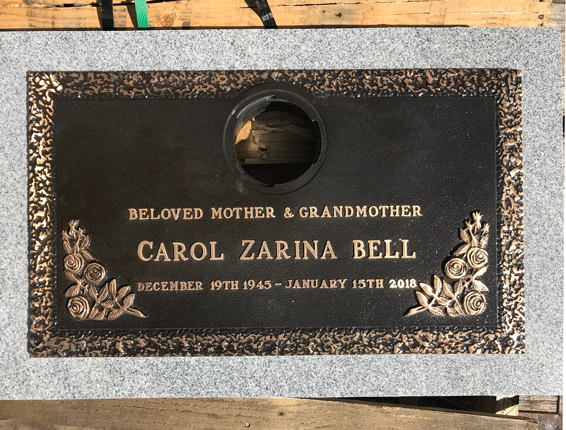 BELOVED MOTHER & GRANDMOTHER
CAROL ZARINA BELL
DECEMBER 19TH 1945 - JANUARY 15TH 2018